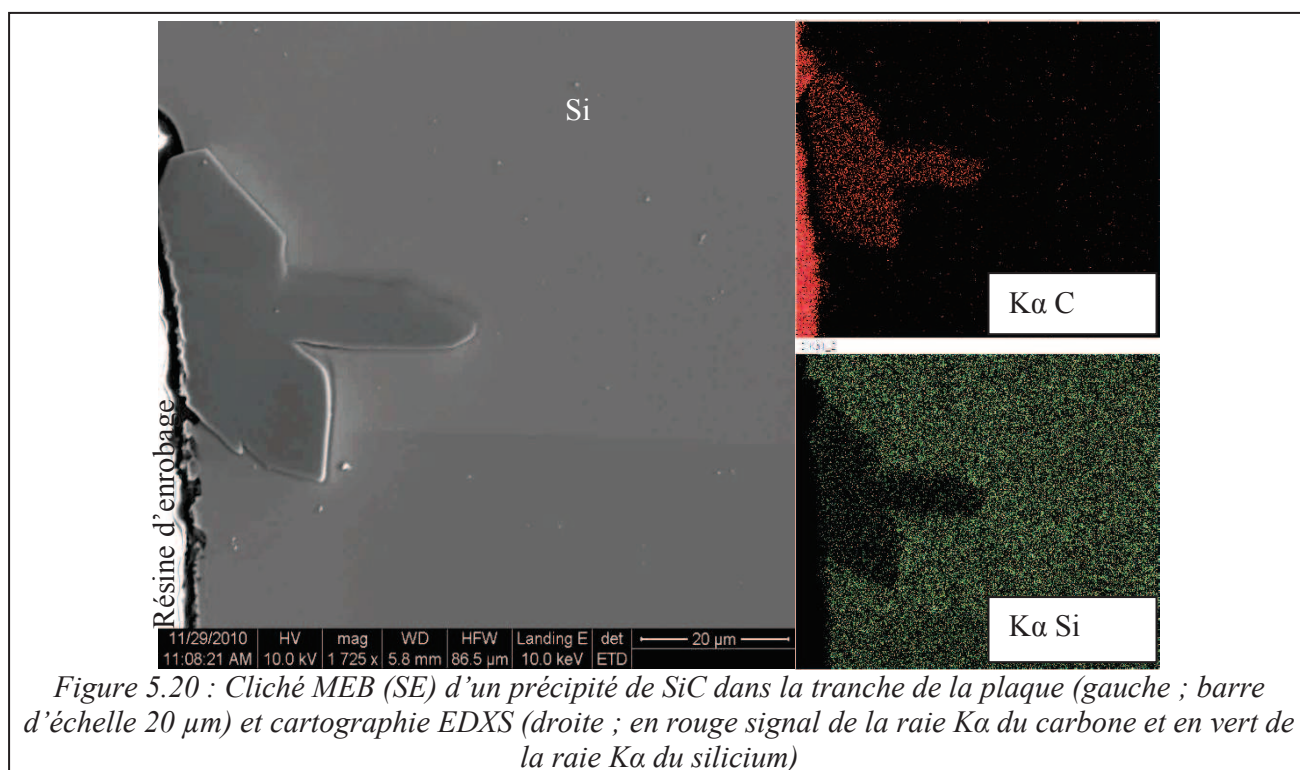 Si
Résine d'enrobage
11/29/2010 HV mag WD HFW Landing E det 20 µm
11:08:21 AM 10.0 kV 1 725 x 5.8 mm 86.5 µm 10.0 keV ETD
Kα C
Kα Si
Figure 5.20 : Cliché MEB (SE) d'un précipité de SiC dans la tranche de la plaque (gauche ; barre
d'échelle 20 µm) et cartographie EDXS (droite ; en rouge signal de la raie Kα du carbone et en vert de
la raie Kα du silicium)